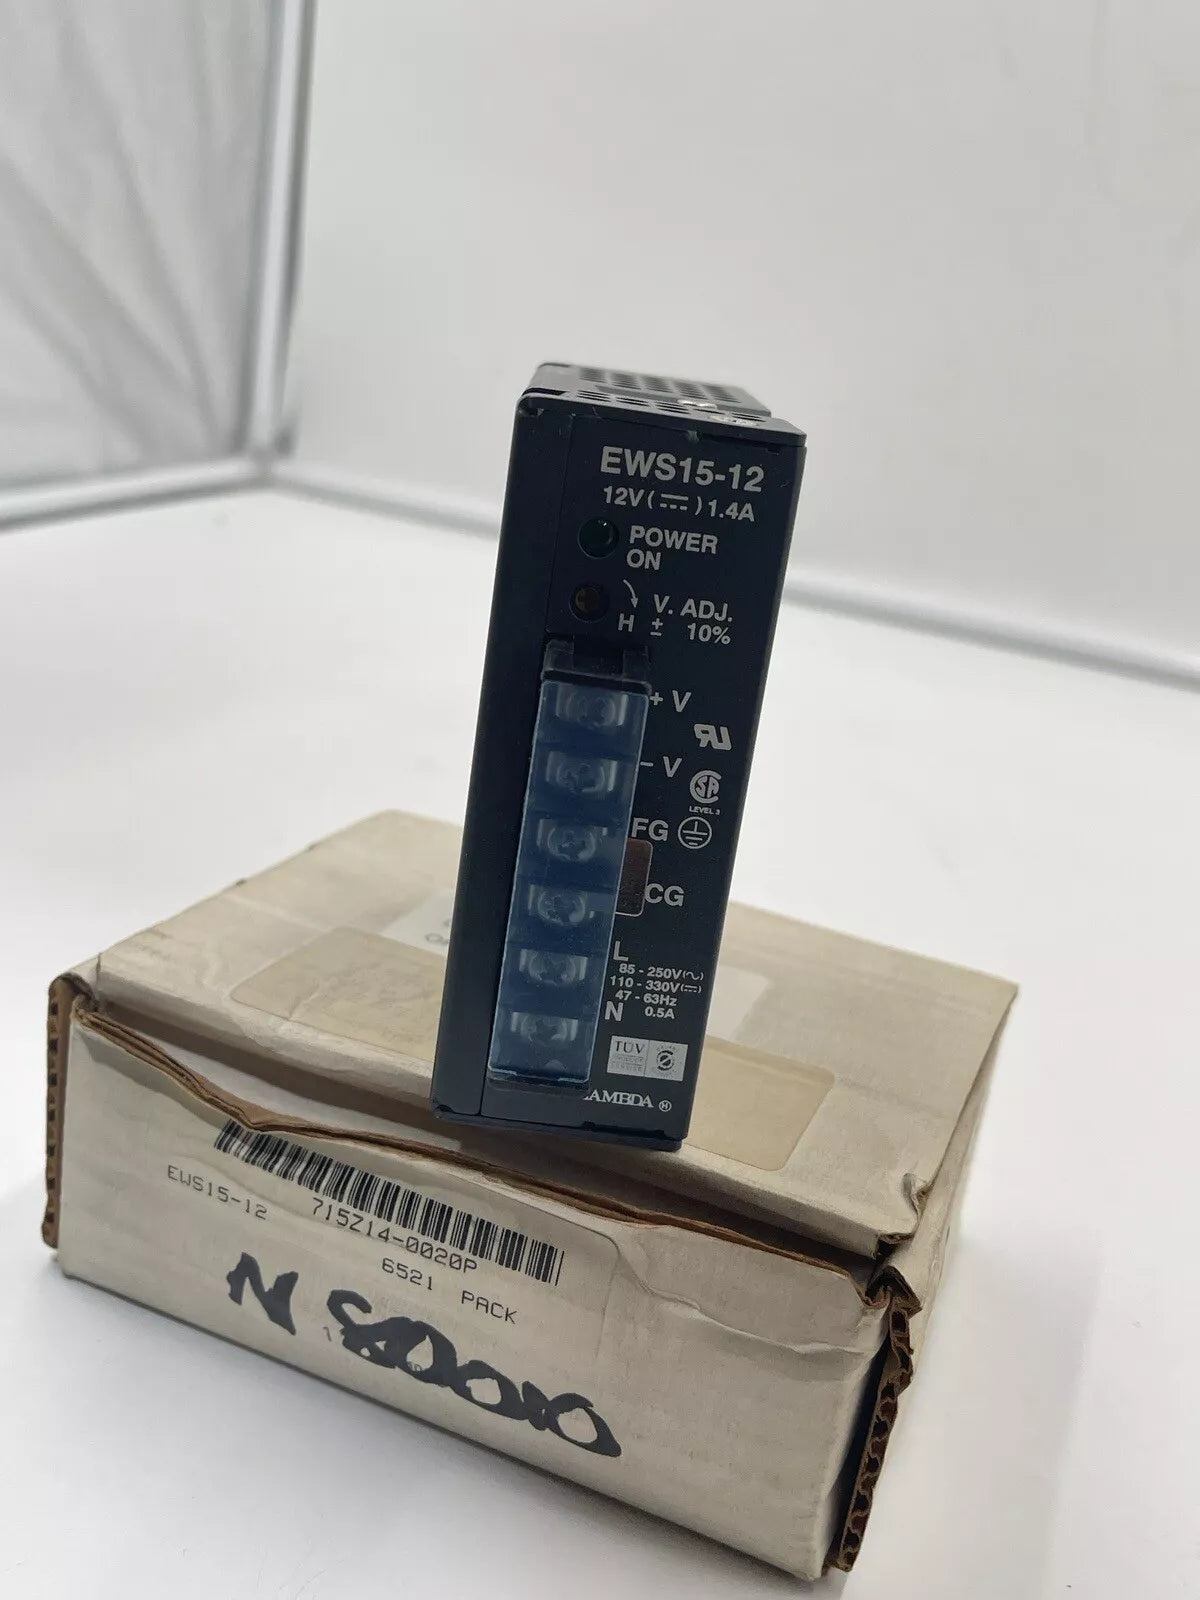 EWS15-12
12V ( ⎓ ) 1.4A
POWER
ON
V. ADJ.
H ± 10%
+ V
- V
LEVEL 3
FG
CG
L
85 - 250V(~)
110 - 330V(⎓)
47 - 63Hz
N 0.5A
TÜV
LAMBDA
EWS15-12 715Z14-0020P
6521 PACK